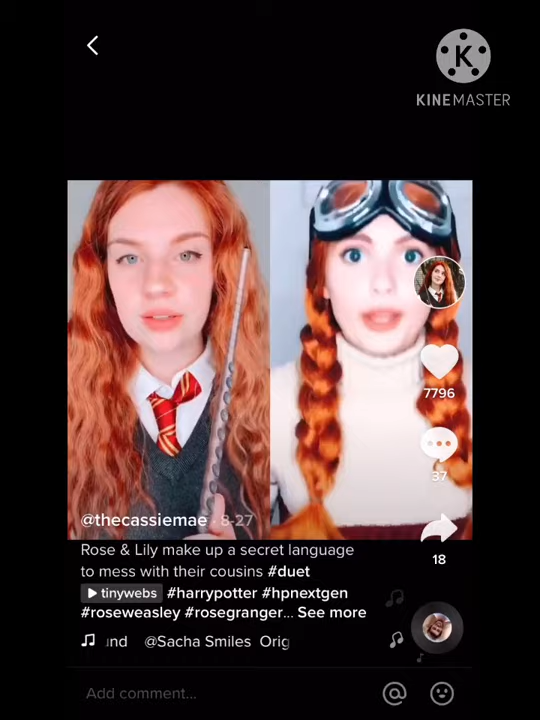 K
KINEMASTER
7796
37
@thecassiemae · 8-27
18
Rose & Lily make up a secret language
to mess with their cousins #duet
tinywebs #harrypotter #hpnextgen
#roseweasley #rosegranger... See more
und @Sacha Smiles Orig
Add comment...
@